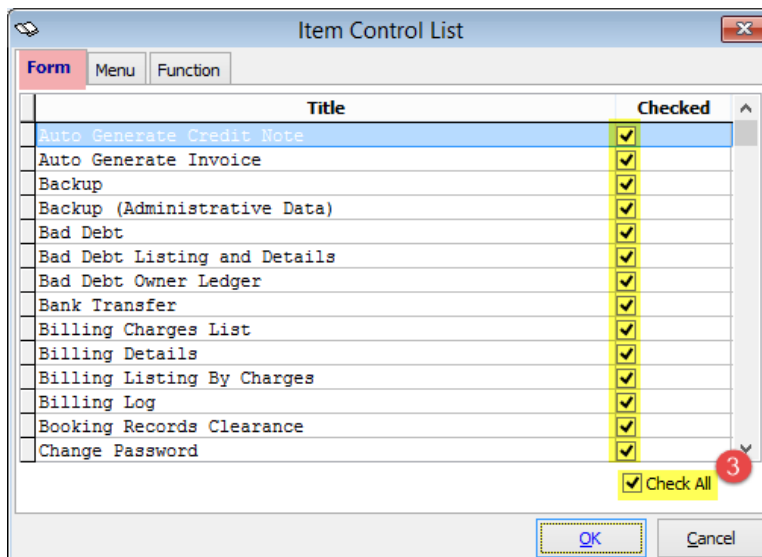 Item Control List
Form Menu Function
Title Checked
Auto Generate Credit Note
Auto Generate Invoice
Backup
Backup (Administrative Data)
Bad Debt
Bad Debt Listing and Details
Bad Debt Owner Ledger
Bank Transfer
Billing Charges List
Billing Details
Billing Listing By Charges
Billing Log
Booking Records Clearance
Change Password
3
Check All
OK Cancel